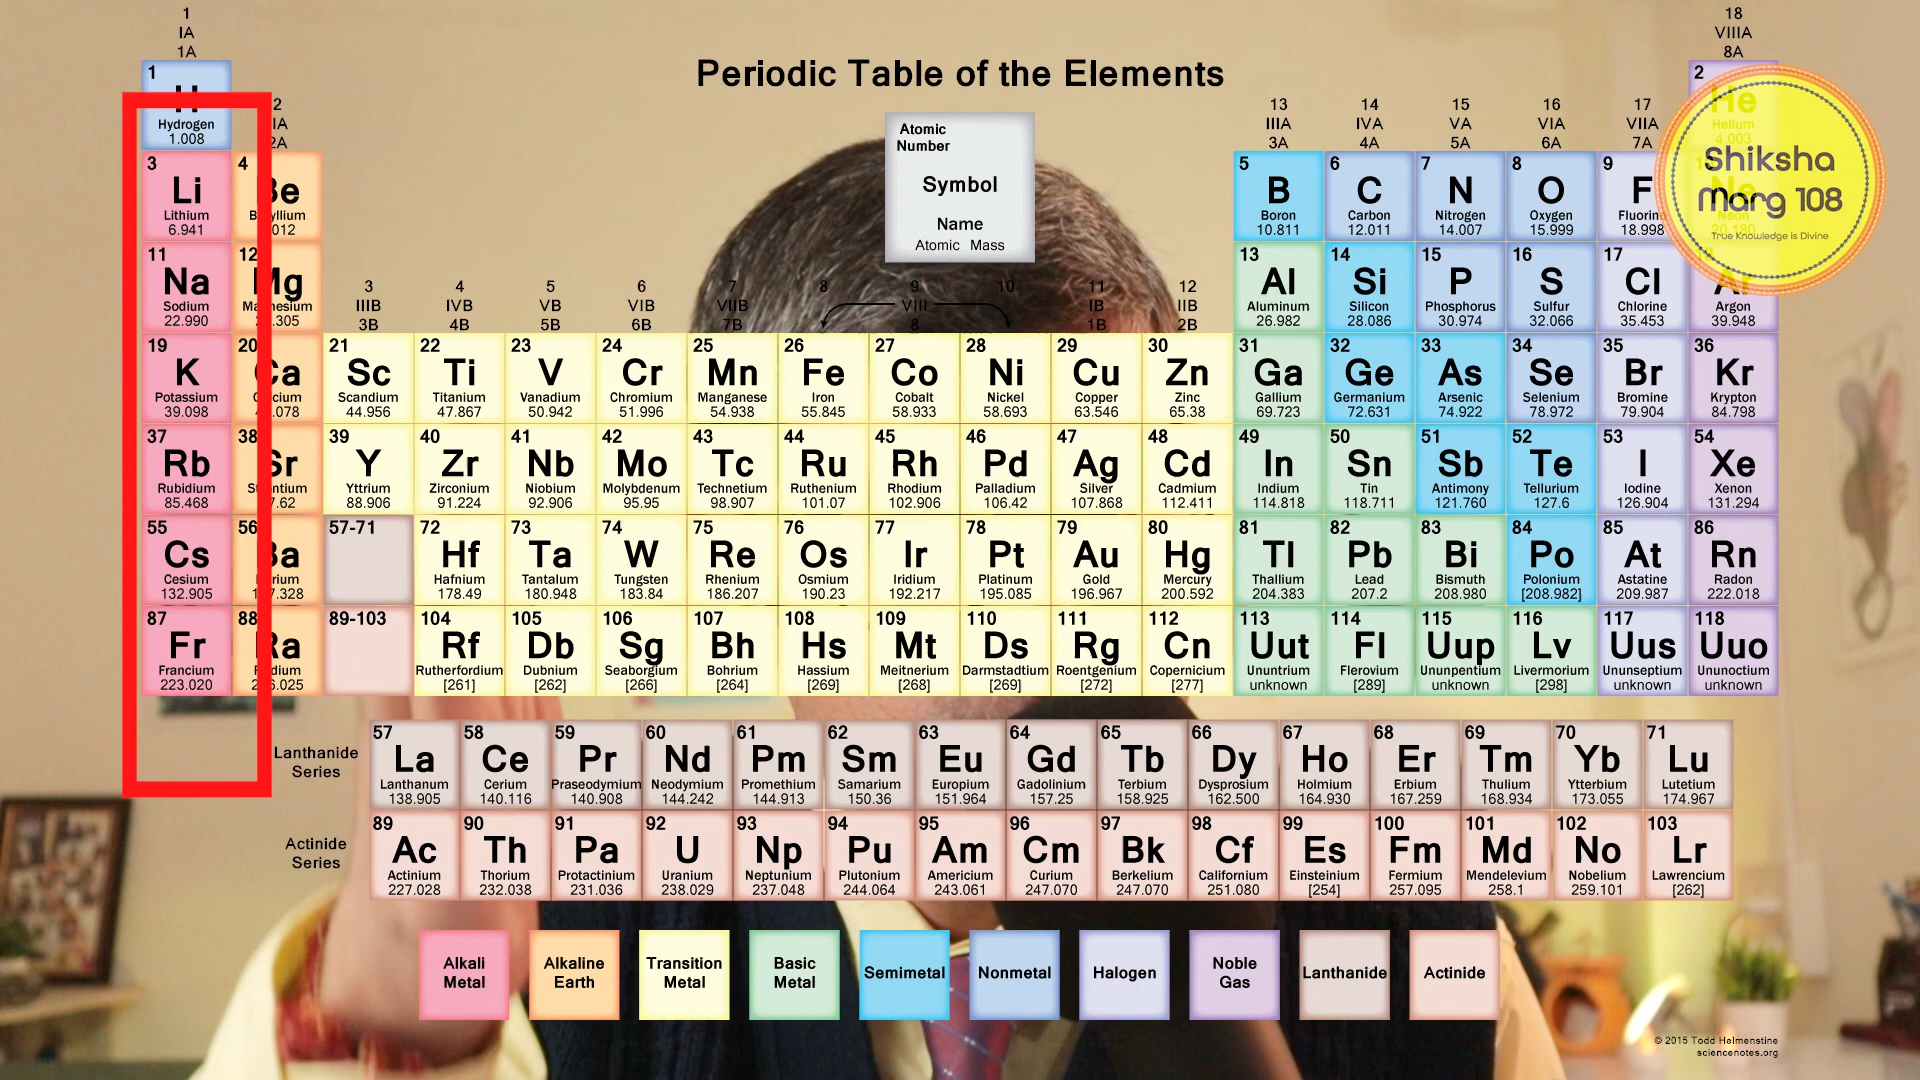 1
IA
1A
18
VIIIA
8A
Periodic Table of the Elements
1
H
Hydrogen
1.008
2
He
Helium
4.003
2
IA
2A
13
IIIA
3A
14
IVA
4A
15
VA
5A
16
VIA
6A
17
VIIA
7A
Atomic
Number
Symbol
Name
Atomic Mass
Shiksha
Marg 108
True Knowledge is Divine
3
Li
Lithium
6.941
4
Be
012
5
B
Boron
10.811
6
C
Carbon
12.011
7
N
Nitrogen
14.007
8
O
Oxygen
15.999
9
F
Fluorin
18.998
Ne
Neon
20.180
11
Na
Sodium
22.990
12
Mg
.305
3
IIIB
3B
4
IVB
4B
5
VB
5B
6
VIB
6B
7
VIIB
7B
8
9
10
VIII
8
11
IB
1B
12
IIB
2B
13
Al
Aluminum
26.982
14
Si
Silicon
28.086
15
P
Phosphorus
30.974
16
S
Sulfur
32.066
17
Cl
Chlorine
35.453
Ar
Argon
39.948
19
K
Potassium
39.098
20
Ca
.078
21
Sc
Scandium
44.956
22
Ti
Titanium
47.867
23
V
Vanadium
50.942
24
Cr
Chromium
51.996
25
Mn
Manganese
54.938
26
Fe
Iron
55.845
27
Co
Cobalt
58.933
28
Ni
Nickel
58.693
29
Cu
Copper
63.546
30
Zn
Zinc
65.38
31
Ga
Gallium
69.723
32
Ge
Germanium
72.631
33
As
Arsenic
74.922
34
Se
Selenium
78.972
35
Br
Bromine
79.904
36
Kr
Krypton
84.798
37
Rb
Rubidium
85.468
38
Sr
7.62
39
Y
Yttrium
88.906
40
Zr
Zirconium
91.224
41
Nb
Niobium
92.906
42
Mo
Molybdenum
95.95
43
Tc
Technetium
98.907
44
Ru
Ruthenium
101.07
45
Rh
Rhodium
102.906
46
Pd
Palladium
106.42
47
Ag
Silver
107.868
48
Cd
Cadmium
112.411
49
In
Indium
114.818
50
Sn
Tin
118.711
51
Sb
Antimony
121.760
52
Te
Tellurium
127.6
53
I
Iodine
126.904
54
Xe
Xenon
131.294
55
Cs
Cesium
132.905
56
Ba
7.328
57-71
72
Hf
Hafnium
178.49
73
Ta
Tantalum
180.948
74
W
Tungsten
183.84
75
Re
Rhenium
186.207
76
Os
Osmium
190.23
77
Ir
Iridium
192.217
78
Pt
Platinum
195.085
79
Au
Gold
196.967
80
Hg
Mercury
200.592
81
Tl
Thallium
204.383
82
Pb
Lead
207.2
83
Bi
Bismuth
208.980
84
Po
Polonium
[208.982]
85
At
Astatine
209.987
86
Rn
Radon
222.018
87
Fr
Francium
223.020
88
Ra
6.025
89-103
104
Rf
Rutherfordium
[261]
105
Db
Dubnium
[262]
106
Sg
Seaborgium
[266]
107
Bh
Bohrium
[264]
108
Hs
Hassium
[269]
109
Mt
Meitnerium
[268]
110
Ds
Darmstadtium
[269]
111
Rg
Roentgenium
[272]
112
Cn
Copernicium
[277]
113
Uut
Ununtrium
unknown
114
Fl
Flerovium
[289]
115
Uup
Ununpentium
unknown
116
Lv
Livermorium
[298]
117
Uus
Ununseptium
unknown
118
Uuo
Ununoctium
unknown
Lanthanide
Series
57
La
Lanthanum
138.905
58
Ce
Cerium
140.116
59
Pr
Praseodymium
140.908
60
Nd
Neodymium
144.242
61
Pm
Promethium
144.913
62
Sm
Samarium
150.36
63
Eu
Europium
151.964
64
Gd
Gadolinium
157.25
65
Tb
Terbium
158.925
66
Dy
Dysprosium
162.500
67
Ho
Holmium
164.930
68
Er
Erbium
167.259
69
Tm
Thulium
168.934
70
Yb
Ytterbium
173.055
71
Lu
Lutetium
174.967
Actinide
Series
89
Ac
Actinium
227.028
90
Th
Thorium
232.038
91
Pa
Protactinium
231.036
92
U
Uranium
238.029
93
Np
Neptunium
237.048
94
Pu
Plutonium
244.064
95
Am
Americium
243.061
96
Cm
Curium
247.070
97
Bk
Berkelium
247.070
98
Cf
Californium
251.080
99
Es
Einsteinium
[254]
100
Fm
Fermium
257.095
101
Md
Mendelevium
258.1
102
No
Nobelium
259.101
103
Lr
Lawrencium
[262]
Alkali
Metal
Alkaline
Earth
Transition
Metal
Basic
Metal
Semimetal
Nonmetal
Halogen
Noble
Gas
Lanthanide
Actinide
© 2015 Todd Helmenstine
sciencenotes.org